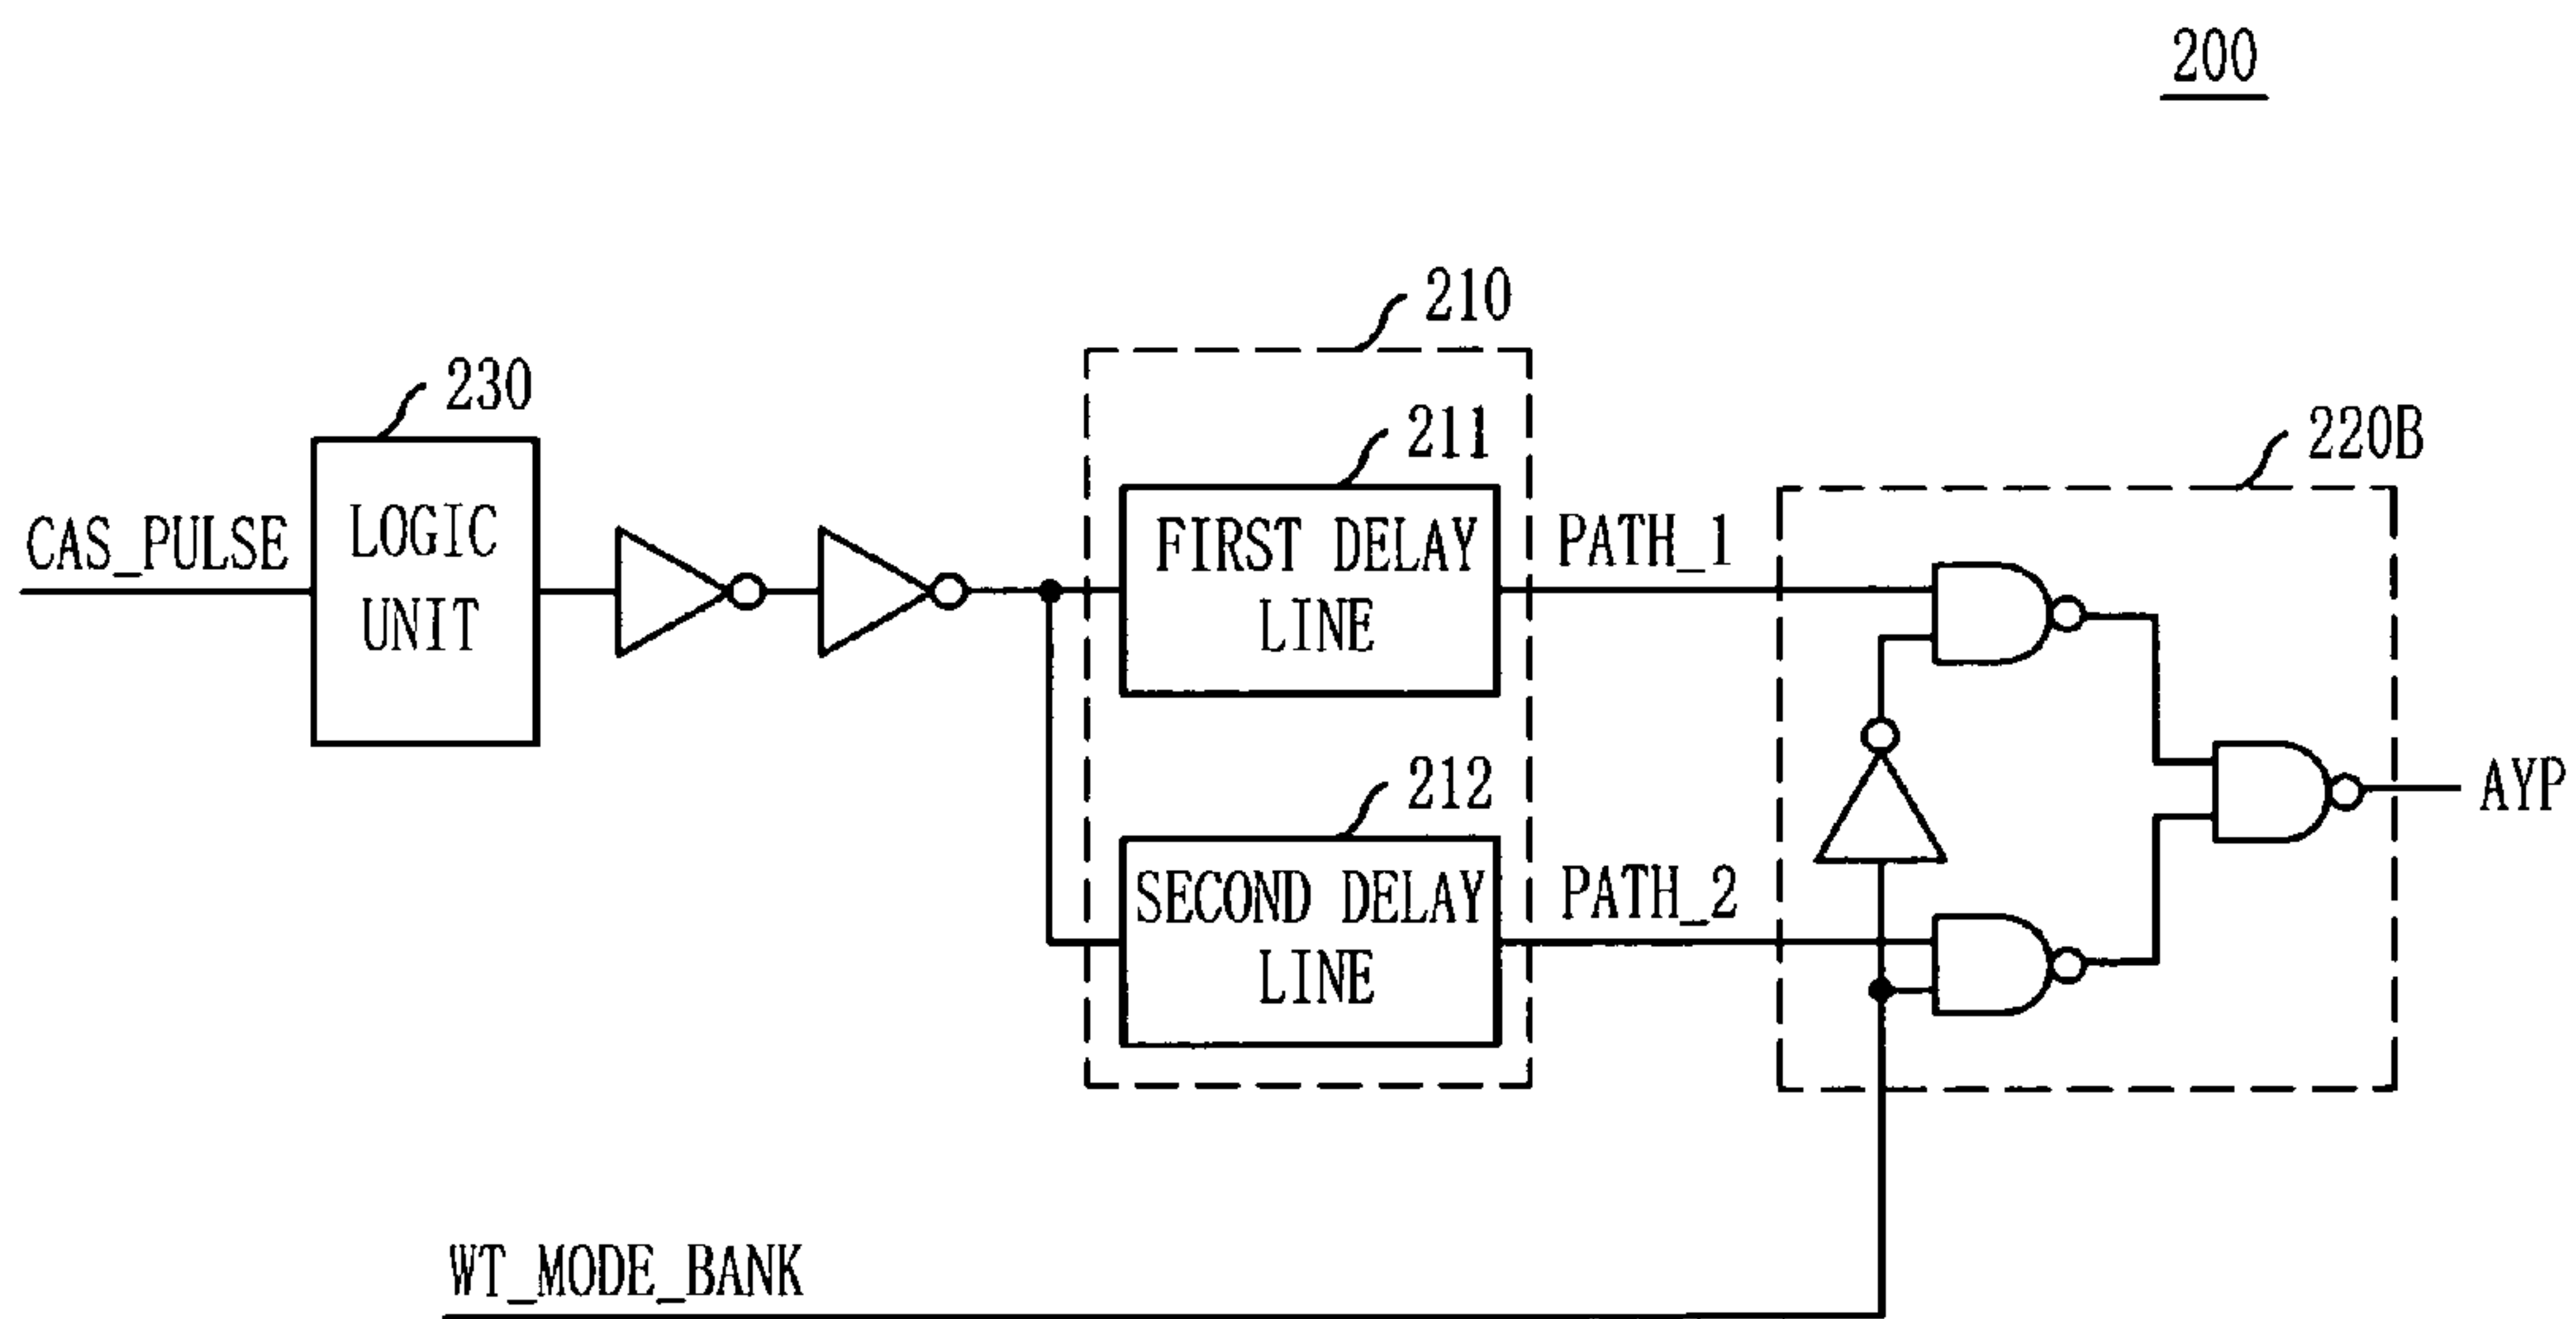 200
210
230
211
220B
CAS_PULSE
LOGIC
UNIT
FIRST DELAY
LINE
PATH_1
212
AYP
SECOND DELAY
LINE
PATH_2
WT_MODE_BANK